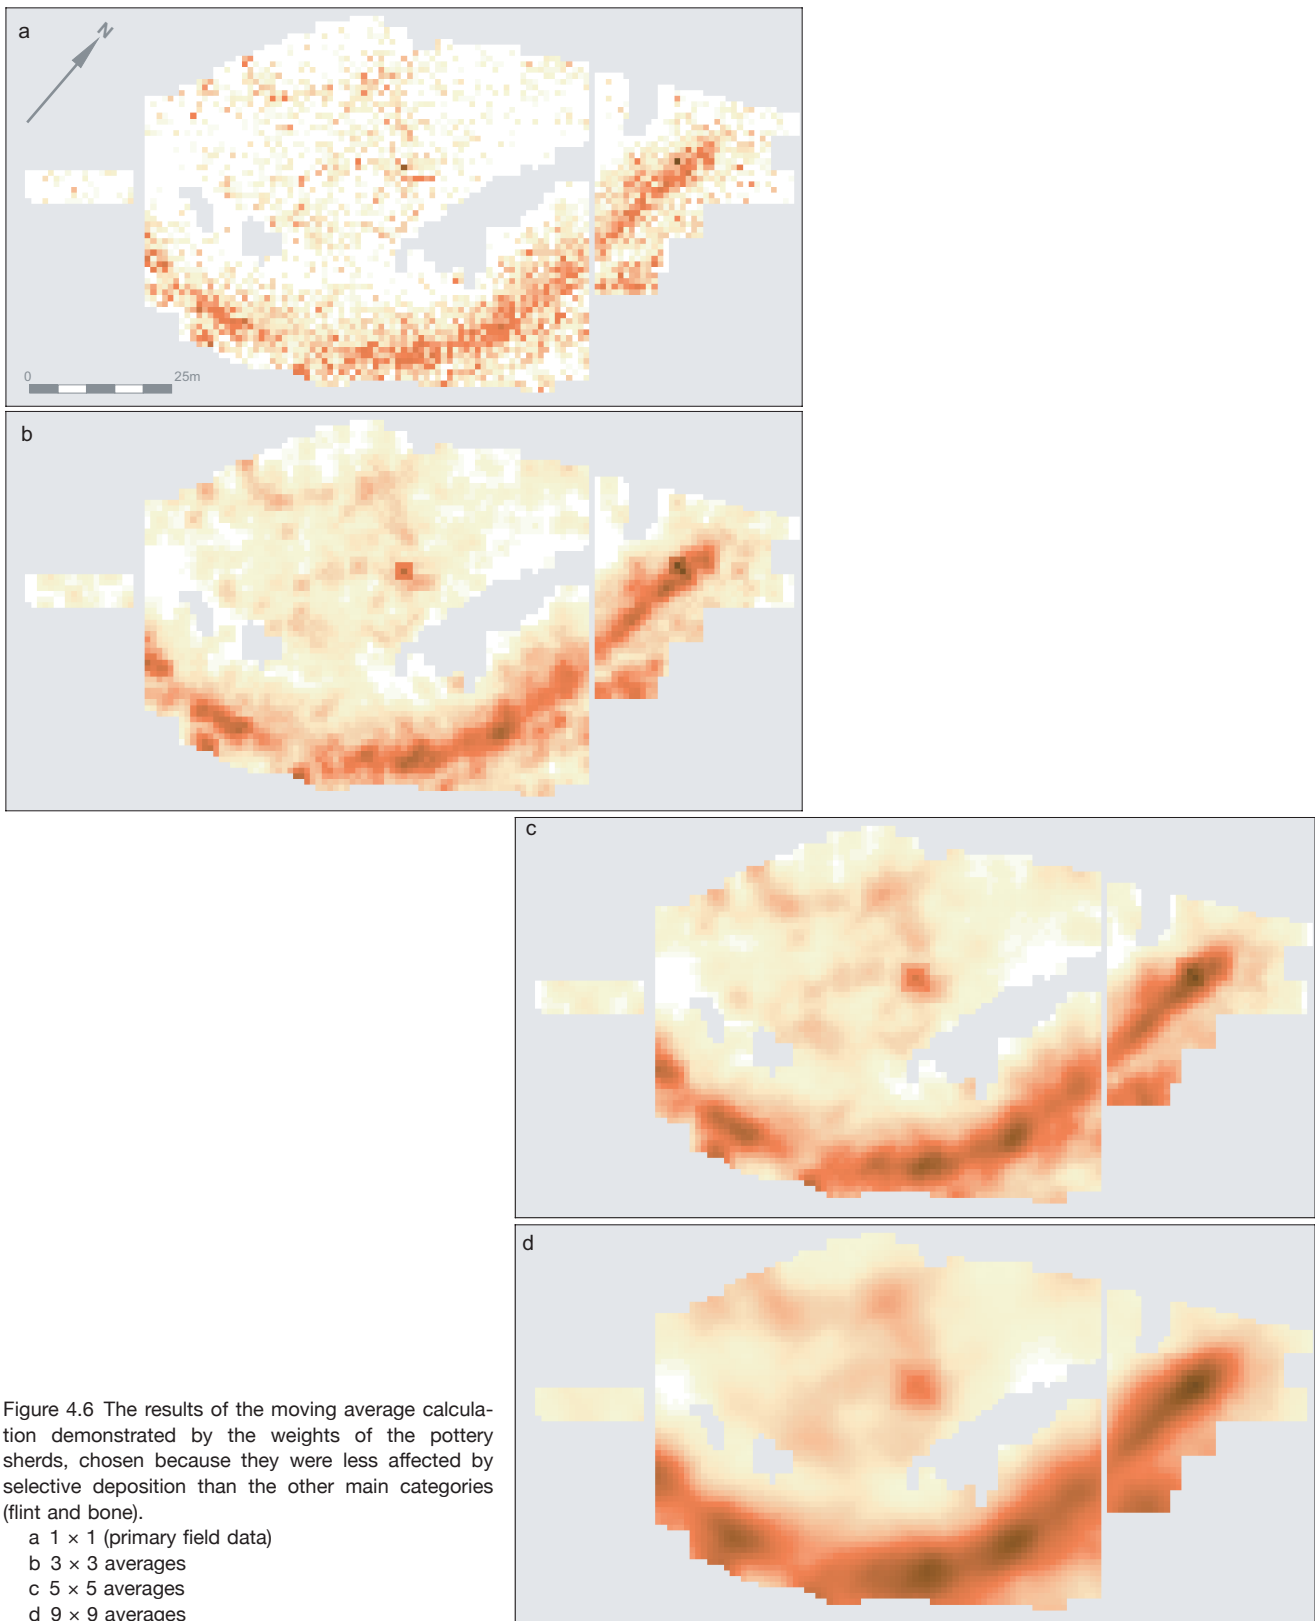 a
N
0 25m
b
c
d
Figure 4.6 The results of the moving average calcula-
tion demonstrated by the weights of the pottery
sherds, chosen because they were less affected by
selective deposition than the other main categories
(flint and bone).
a 1 × 1 (primary field data)
b 3 × 3 averages
c 5 × 5 averages
d 9 × 9 averages